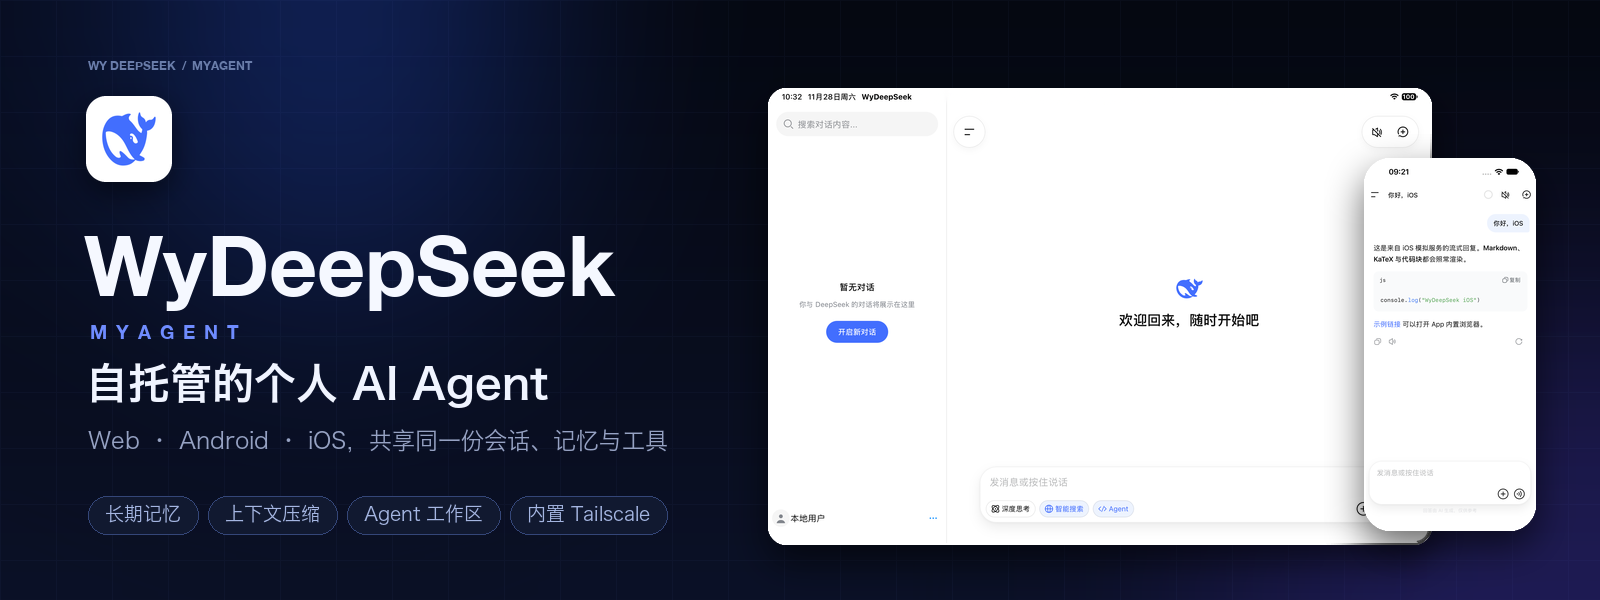 WY DEEPSEEK / MYAGENT
WyDeepSeek
MYAGENT
自托管的个人 AI Agent
Web · Android · iOS，共享同一份会话、记忆与工具
长期记忆 上下文压缩 Agent 工作区 内置 Tailscale
10:32 11月28日周六 WyDeepSeek
100
搜索对话内容...
暂无对话
你与 DeepSeek 的对话将展示在这里
开启新对话
本地用户
欢迎回来，随时开始吧
发消息或按住说话
深度思考 智能搜索 Agent
09:21
你好，iOS
你好，iOS
这是来自 iOS 模拟服务的流式回复。Markdown、
KaTeX 与代码块都会照常渲染。
js 复制
console.log("WyDeepSeek iOS")
示例链接 可以打开 App 内置浏览器。
发消息或按住说话